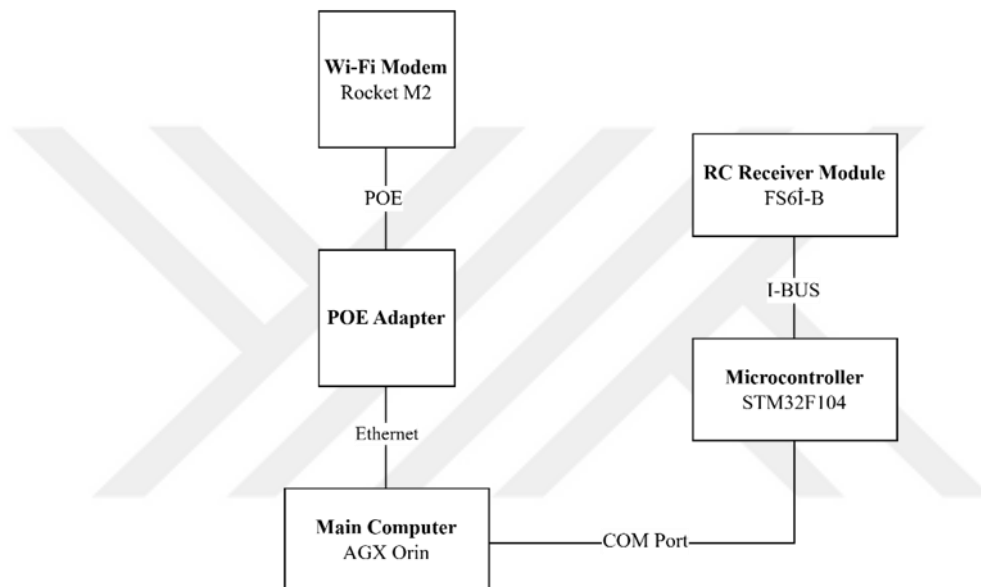 Wi-Fi Modem
Rocket M2
POE
POE Adapter
Ethernet
Main Computer
AGX Orin
COM Port
RC Receiver Module
FS6İ-B
I-BUS
Microcontroller
STM32F104